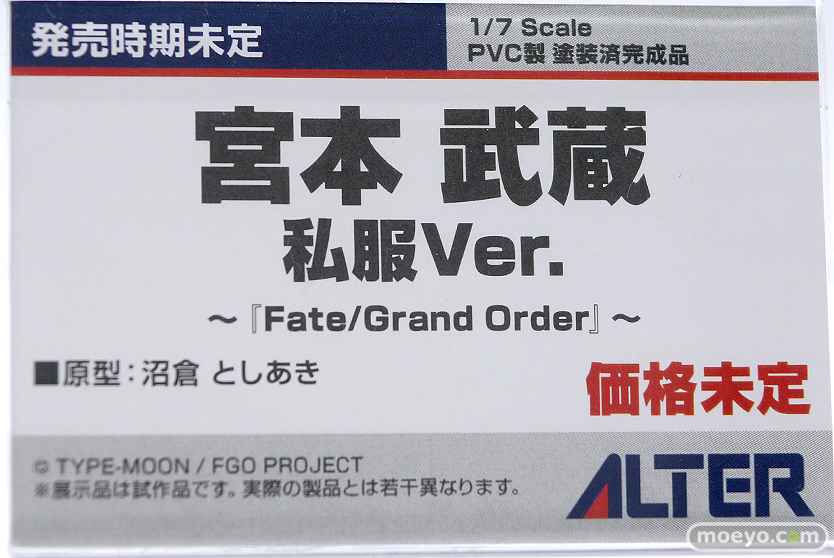 発売時期未定
1/7 Scale
PVC製 塗装済完成品
宮本 武蔵
私服Ver.
～『Fate/Grand Order』～
■原型：沼倉 としあき
価格未定
© TYPE-MOON / FGO PROJECT
※展示品は試作品です。実際の製品とは若干異なります。
ALTER
moeyo.com